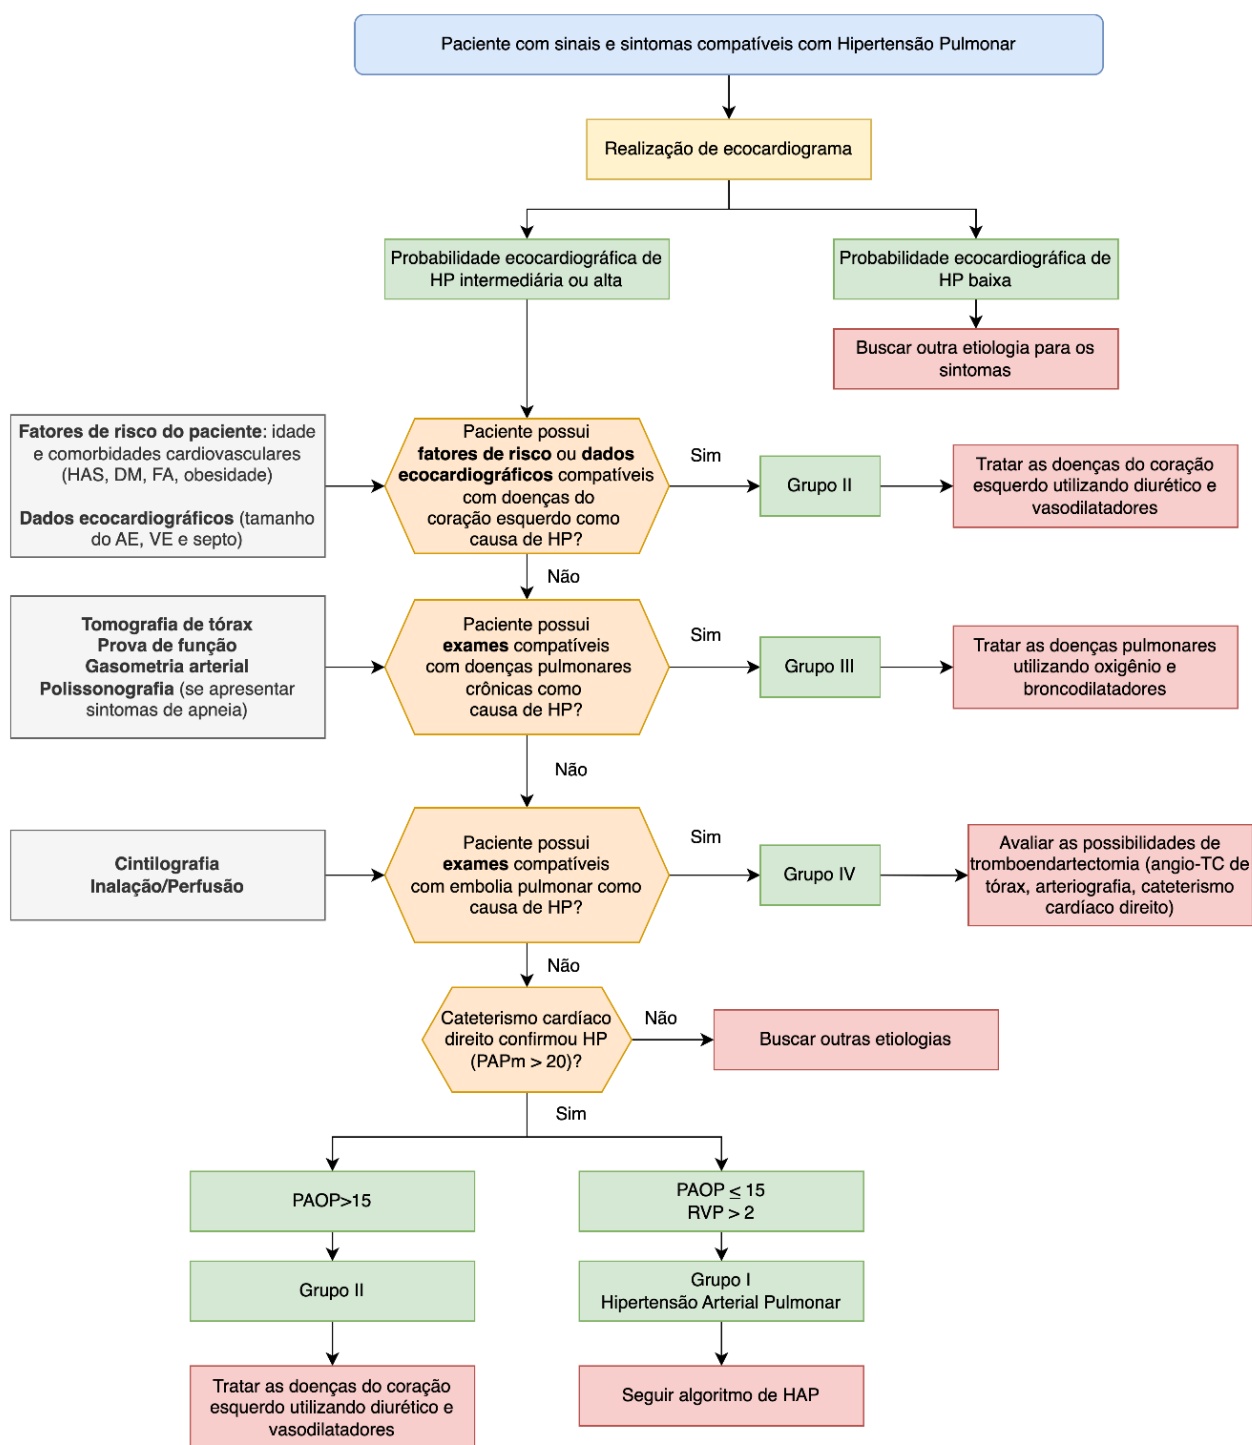 Paciente com sinais e sintomas compatíveis com Hipertensão Pulmonar
Realização de ecocardiograma
Probabilidade ecocardiográfica de
HP intermediária ou alta
Probabilidade ecocardiográfica de
HP baixa
Buscar outra etiologia para os
sintomas
Fatores de risco do paciente: idade
e comorbidades cardiovasculares
(HAS, DM, FA, obesidade)
Dados ecocardiográficos (tamanho
do AE, VE e septo)
Paciente possui
fatores de risco ou dados
ecocardiográficos compatíveis
com doenças do
coração esquerdo como
causa de HP?
Sim
Grupo II
Tratar as doenças do coração
esquerdo utilizando diurético e
vasodilatadores
Não
Tomografia de tórax
Prova de função
Gasometria arterial
Polissonografia (se apresentar
sintomas de apneia)
Paciente possui
exames compatíveis
com doenças pulmonares
crônicas como
causa de HP?
Sim
Grupo III
Tratar as doenças pulmonares
utilizando oxigênio e
broncodilatadores
Não
Cintilografia
Inalação/Perfusão
Paciente possui
exames compatíveis
com embolia pulmonar como
causa de HP?
Sim
Grupo IV
Avaliar as possibilidades de
tromboendartectomia (angio-TC de
tórax, arteriografia, cateterismo
cardíaco direito)
Não
Cateterismo cardíaco
direito confirmou HP
(PAPm > 20)?
Não
Buscar outras etiologias
Sim
PAOP>15
PAOP ≤ 15
RVP > 2
Grupo II
Grupo I
Hipertensão Arterial Pulmonar
Tratar as doenças do coração
esquerdo utilizando diurético e
vasodilatadores
Seguir algoritmo de HAP